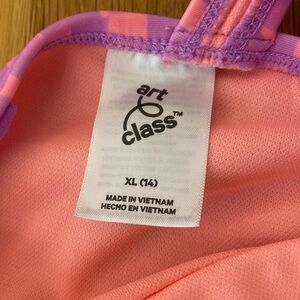 art
class™
XL (14)
MADE IN VIETNAM
HECHO EN VIETNAM